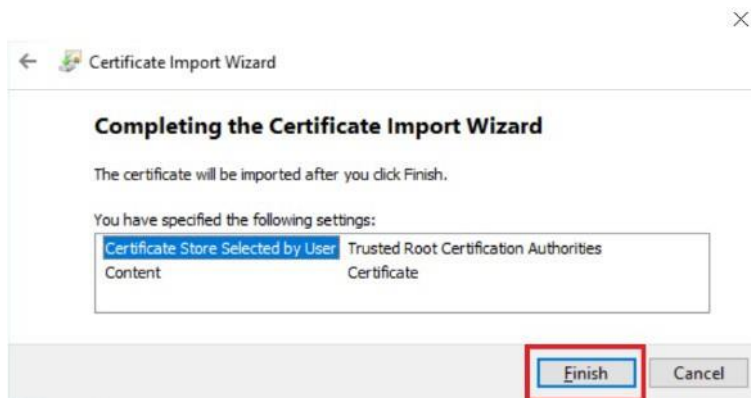 Certificate Import Wizard
Completing the Certificate Import Wizard
The certificate will be imported after you click Finish.
You have specified the following settings:
Certificate Store Selected by User Trusted Root Certification Authorities
Content Certificate
Finish Cancel